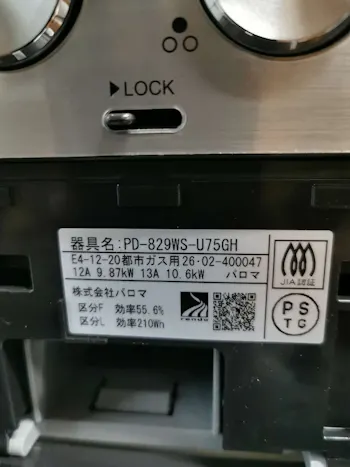 ▶LOCK
器具名:PD-829WS-U75GH
E4-12-20都市ガス用26・02-400047
12A 9.87kW 13A 10.6kW パロマ
JIA認証
株式会社パロマ
区分F 効率55.6%
区分L 効率210Wh
PS
TG